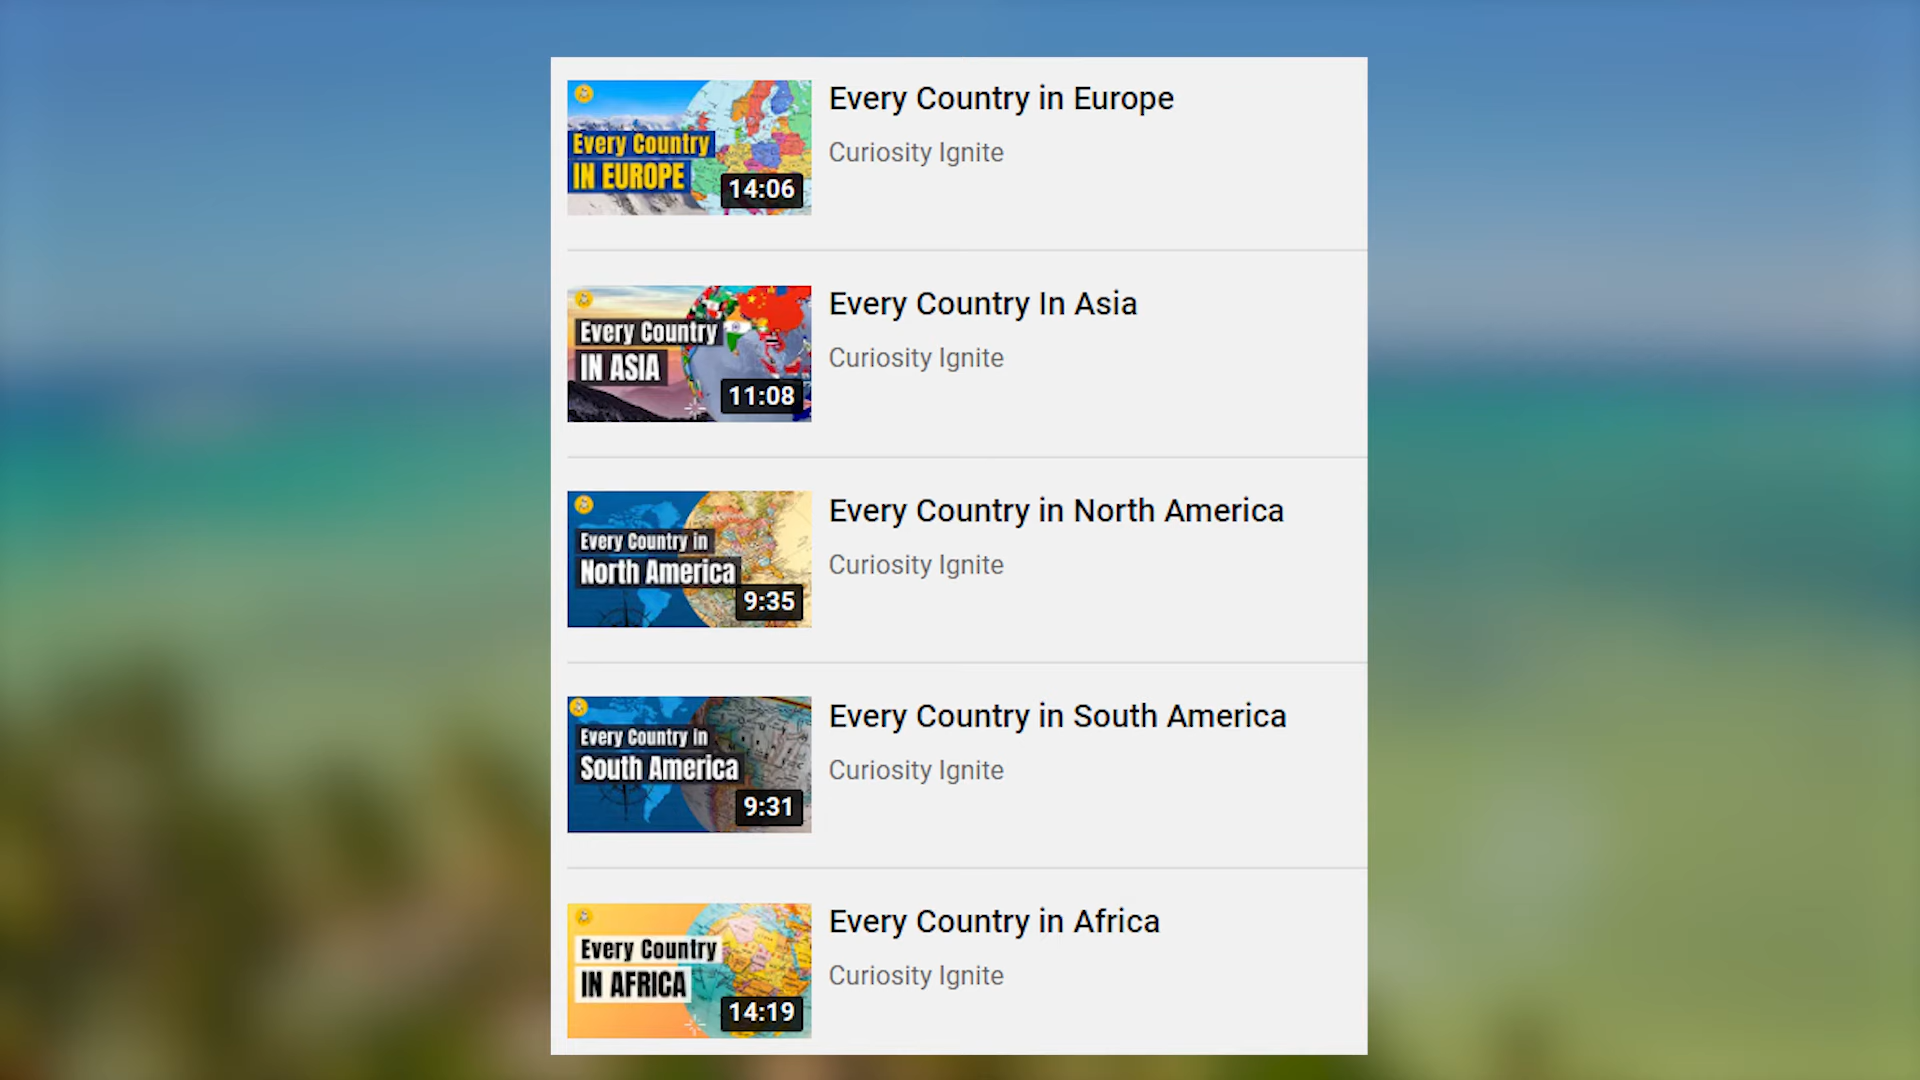 Every Country
IN EUROPE
14:06
Every Country in Europe
Curiosity Ignite
Every Country
IN ASIA
11:08
Every Country In Asia
Curiosity Ignite
Every Country in
North America
9:35
Every Country in North America
Curiosity Ignite
Every Country in
South America
9:31
Every Country in South America
Curiosity Ignite
Every Country
IN AFRICA
14:19
Every Country in Africa
Curiosity Ignite